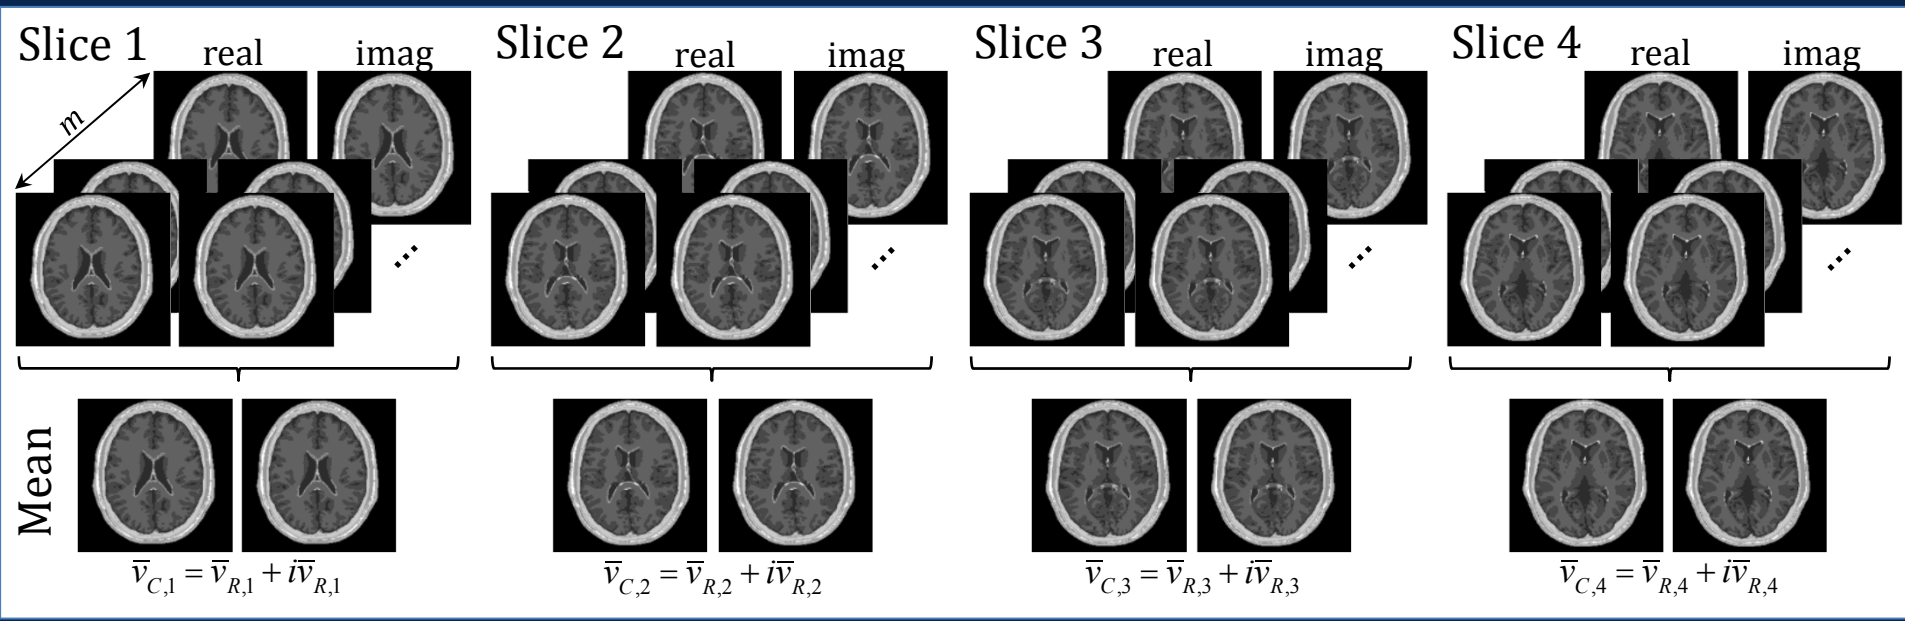 Slice 1 real imag
Slice 2 real imag
Slice 3 real imag
Slice 4 real imag
m
⋰
⋰
⋰
⋰
Mean
v̅_{C,1} = v̅_{R,1} + iv̅_{R,1}
v̅_{C,2} = v̅_{R,2} + iv̅_{R,2}
v̅_{C,3} = v̅_{R,3} + iv̅_{R,3}
v̅_{C,4} = v̅_{R,4} + iv̅_{R,4}